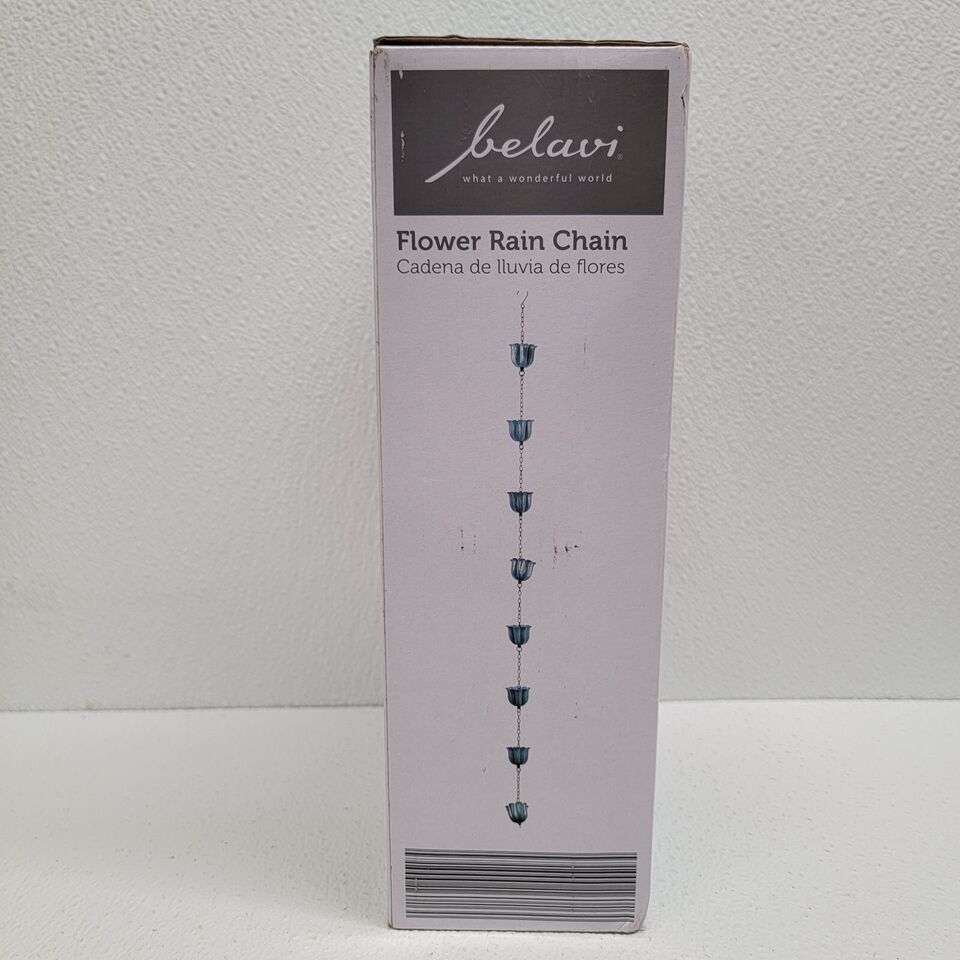 belavi®
what a wonderful world
Flower Rain Chain
Cadena de lluvia de flores